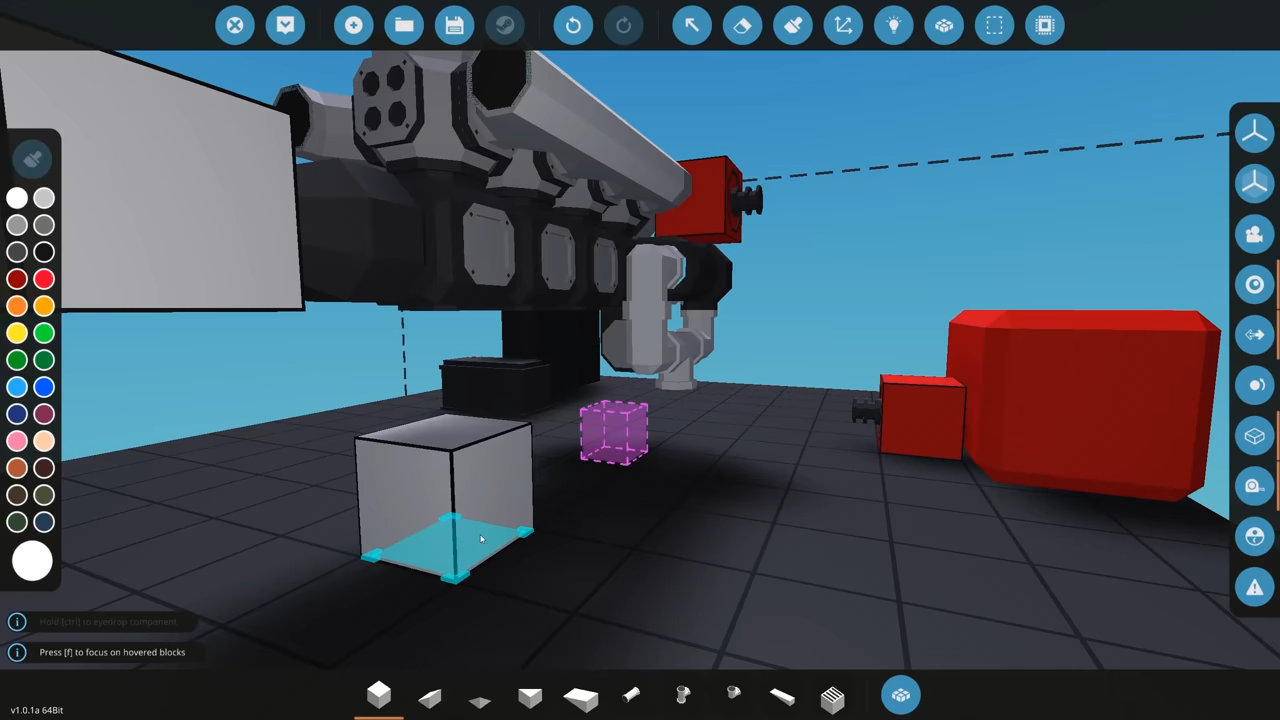 Hold [ctrl] to eyedrop component
Press [f] to focus on hovered blocks
v1.0.1a 64Bit